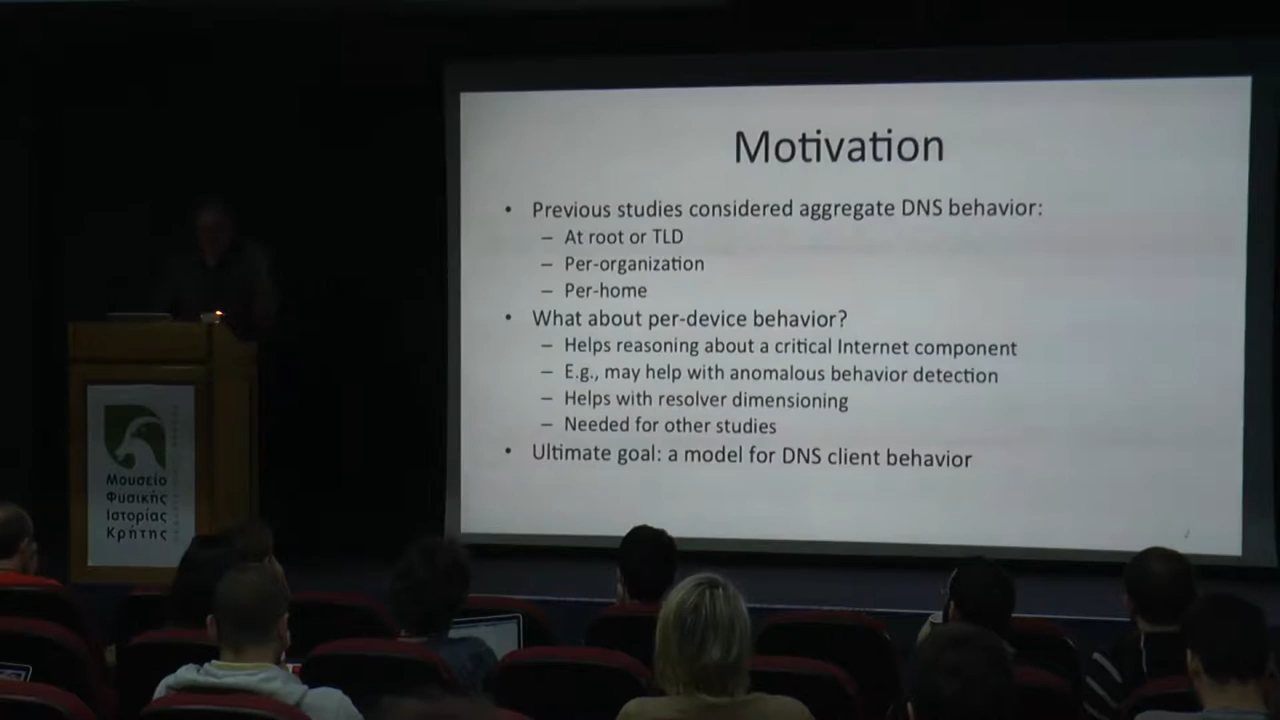 Motivation
• Previous studies considered aggregate DNS behavior:
– At root or TLD
– Per-organization
– Per-home
• What about per-device behavior?
– Helps reasoning about a critical Internet component
– E.g., may help with anomalous behavior detection
– Helps with resolver dimensioning
– Needed for other studies
• Ultimate goal: a model for DNS client behavior
2
Μουσείο
Φυσικής
Ιστορίας
Κρήτης